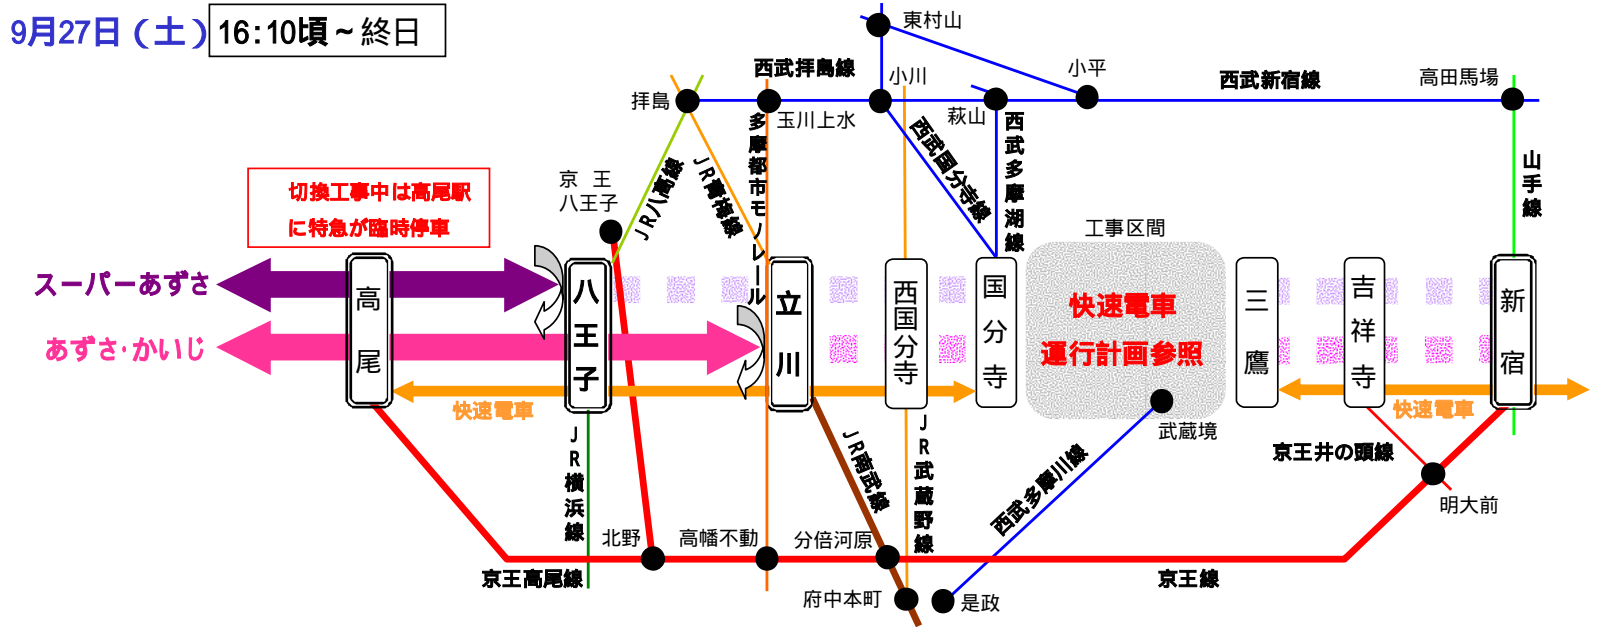 9月27日（土）
16:10頃～終日
東村山
小川
小平
西武拝島線
西武新宿線
高田馬場
拝島
玉川上水
萩山
多摩都市モノレール
西武国分寺線
西武多摩湖線
山手線
切換工事中は高尾駅
に特急が臨時停車
京　王
八王子
JR八高線
JR青梅線
工事区間
スーパーあずさ
あずさ・かいじ
高尾
八王子
立川
西国分寺
国分寺
快速電車
運行計画参照
三鷹
吉祥寺
新宿
快速電車
快速電車
武蔵境
JR横浜線
JR南武線
JR武蔵野線
西武多摩川線
京王井の頭線
明大前
北野
高幡不動
分倍河原
京王高尾線
京王線
府中本町
是政